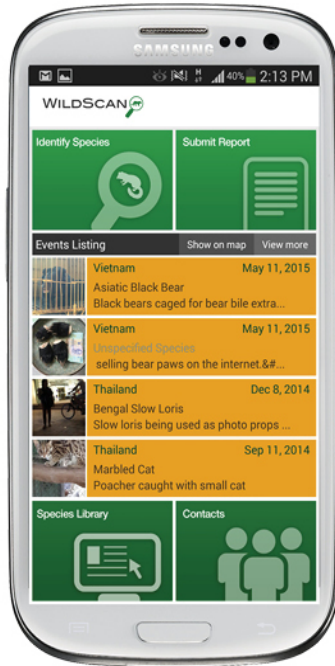 SAMSUNG
H 40% 2:13 PM
WILDSCAN
Identify Species
Submit Report
Events Listing Show on map View more
Vietnam May 11, 2015
Asiatic Black Bear
Black bears caged for bear bile extra...
Vietnam May 11, 2015
Unspecified Species
selling bear paws on the internet.&#...
Thailand Dec 8, 2014
Bengal Slow Loris
Slow loris being used as photo props ...
Thailand Sep 11, 2014
Marbled Cat
Poacher caught with small cat
Species Library
Contacts